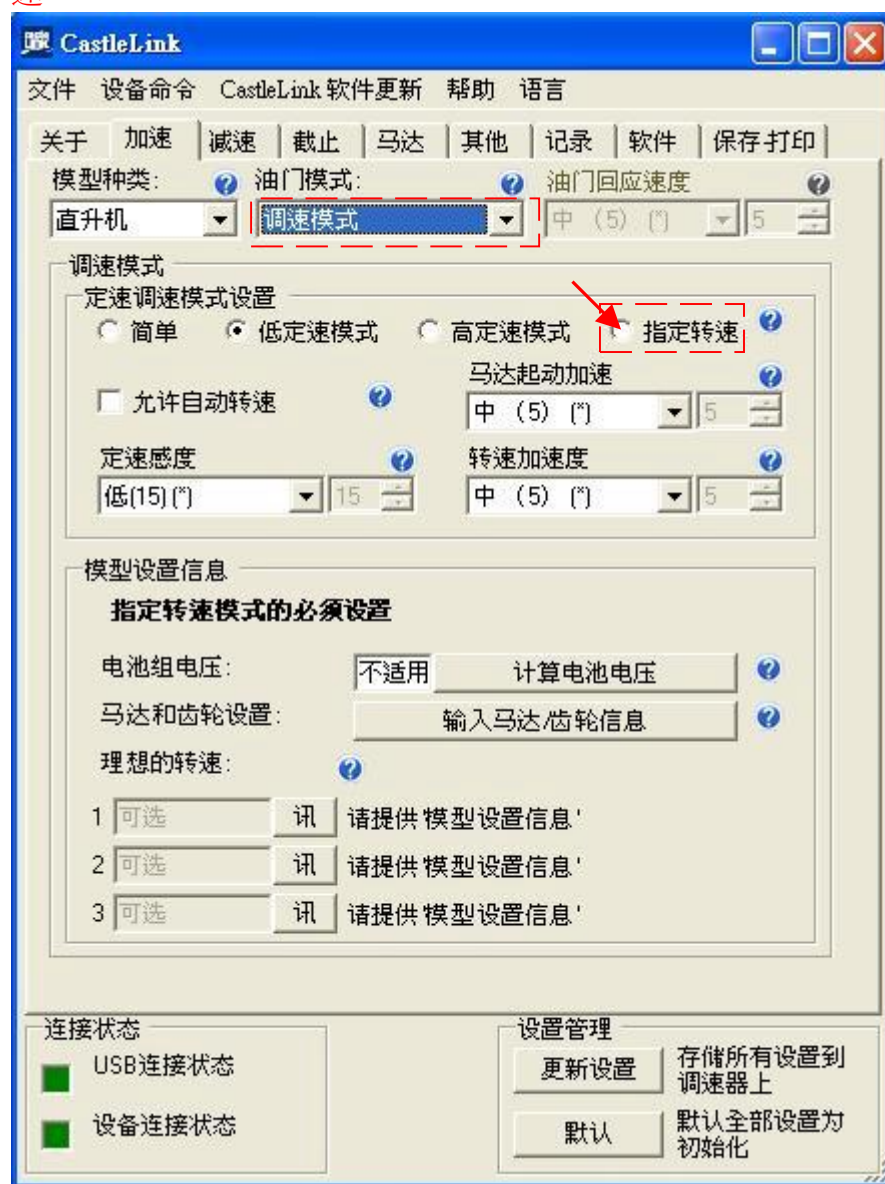 CastleLink
文件 设备命令 CastleLink 软件更新 帮助 语言
关于 加速 减速 截止 马达 其他 记录 软件 保存·打印
模型种类: 油门模式: 油门回应速度
直升机 调速模式 中 (5) (*) 5
调速模式
定速调速模式设置
简单 低定速模式 高定速模式 指定转速
马达起动加速
允许自动转速 中 (5) (*) 5
定速感度 转速加速度
低(15) (*) 15 中 (5) (*) 5
模型设置信息
指定转速模式的必须设置
电池组电压: 不适用 计算电池电压
马达和齿轮设置: 输入马达/齿轮信息
理想的转速:
1 可选 讯 请提供'模型设置信息'
2 可选 讯 请提供'模型设置信息'
3 可选 讯 请提供'模型设置信息'
连接状态 设置管理
USB连接状态 更新设置 存储所有设置到
调速器上
设备连接状态 默认 默认全部设置为
初始化